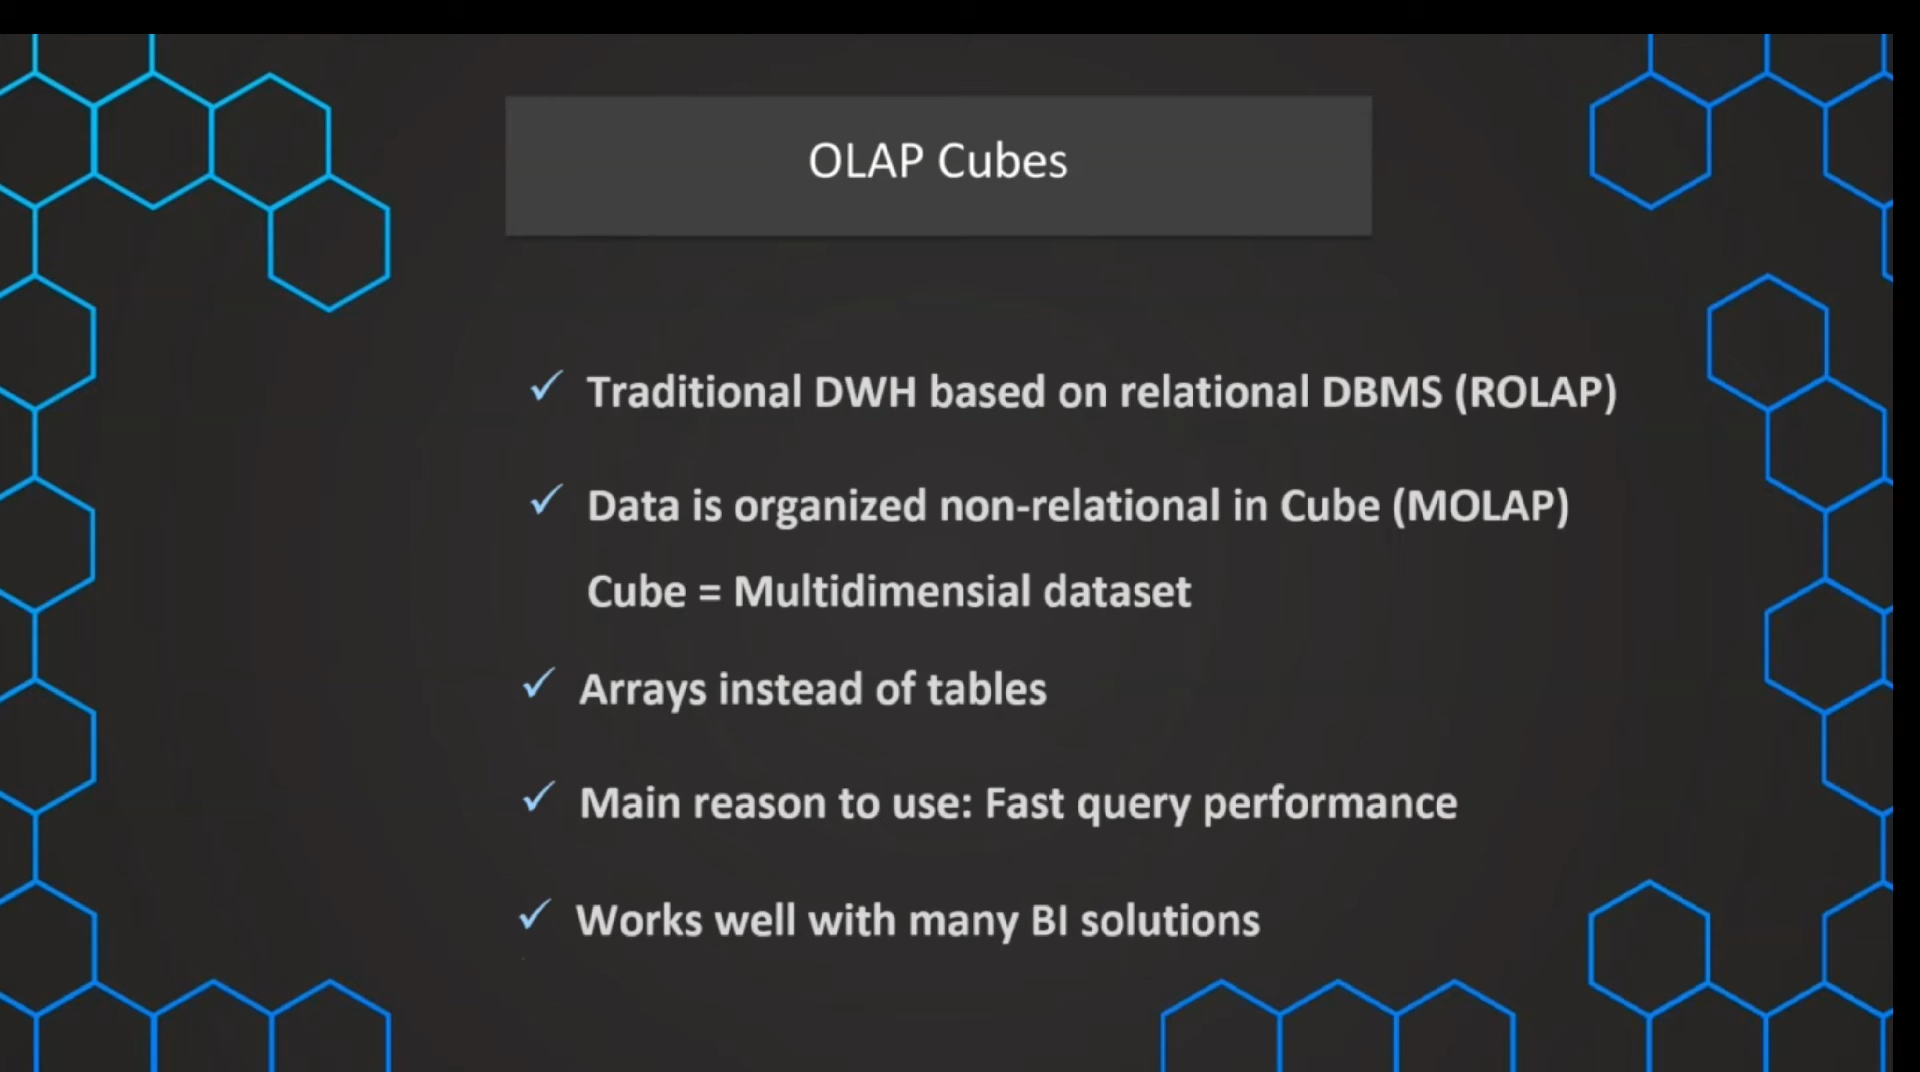 OLAP Cubes
✓ Traditional DWH based on relational DBMS (ROLAP)
✓ Data is organized non-relational in Cube (MOLAP)
Cube = Multidimensial dataset
✓ Arrays instead of tables
✓ Main reason to use: Fast query performance
✓ Works well with many BI solutions